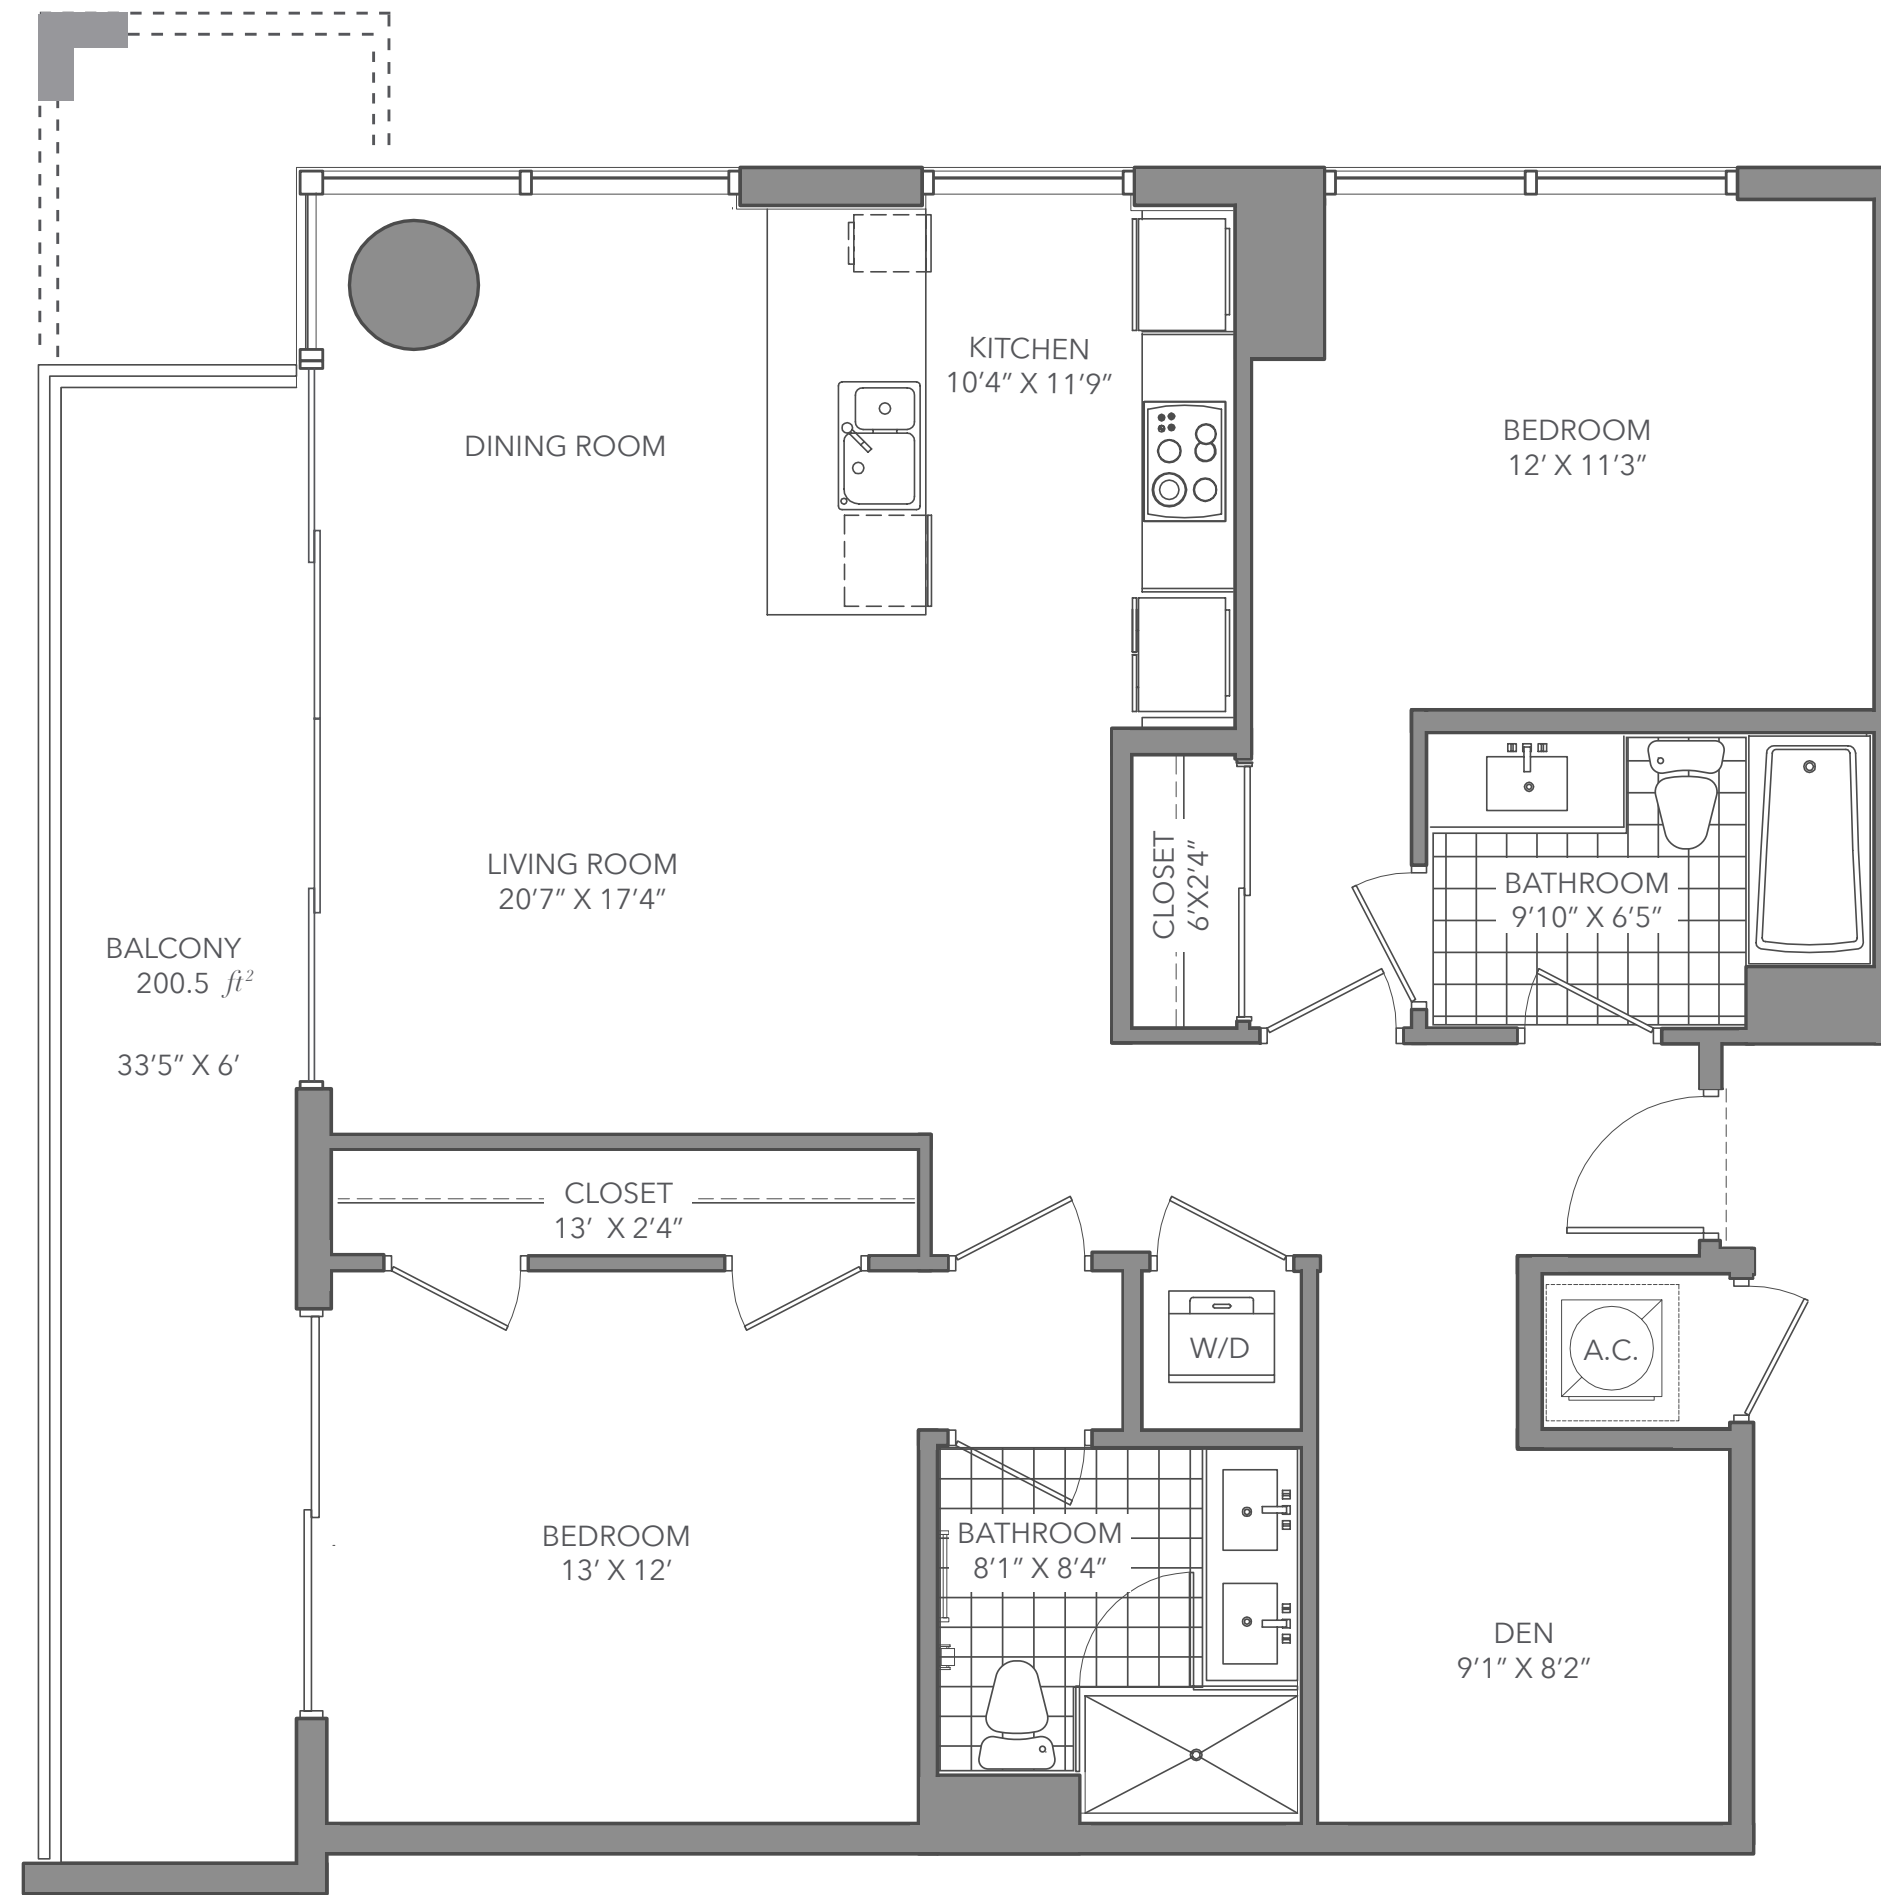 KITCHEN
10’4” X 11’9”
DINING ROOM
BEDROOM
12’ X 11’3”
LIVING ROOM
20’7” X 17’4”
CLOSET
6’X2’4”
BATHROOM
9’10” X 6’5”
BALCONY
200.5 ft²
33’5” X 6’
CLOSET
13’ X 2’4”
W/D
A.C.
BEDROOM
13’ X 12’
BATHROOM
8’1” X 8’4”
DEN
9’1” X 8’2”